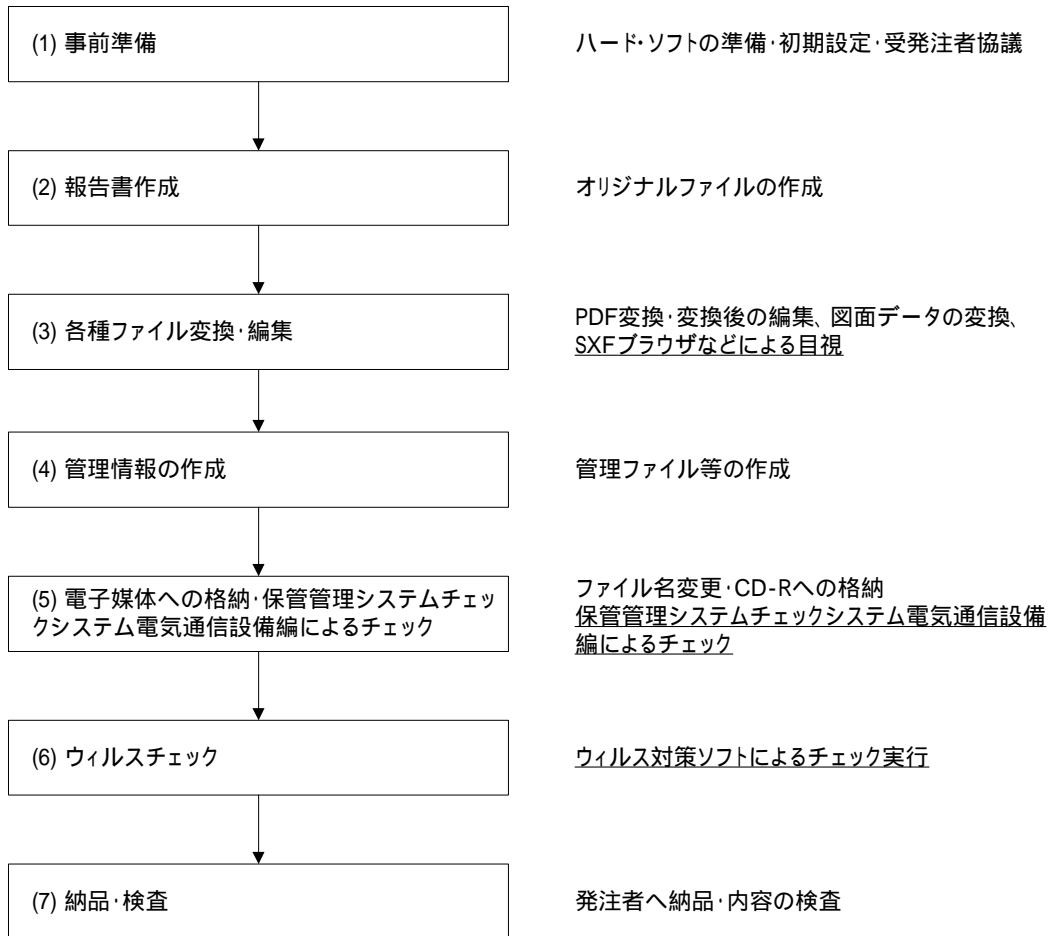 (1) 事前準備
ハード・ソフトの準備・初期設定・受発注者協議
(2) 報告書作成
オリジナルファイルの作成
(3) 各種ファイル変換・編集
PDF変換・変換後の編集、図面データの変換、
SXFブラウザなどによる目視
(4) 管理情報の作成
管理ファイル等の作成
(5) 電子媒体への格納・保管管理システムチェッ
クシステム電気通信設備編によるチェック
ファイル名変更・CD-Rへの格納
保管管理システムチェックシステム電気通信設備
編によるチェック
(6) ウィルスチェック
ウィルス対策ソフトによるチェック実行
(7) 納品・検査
発注者へ納品・内容の検査